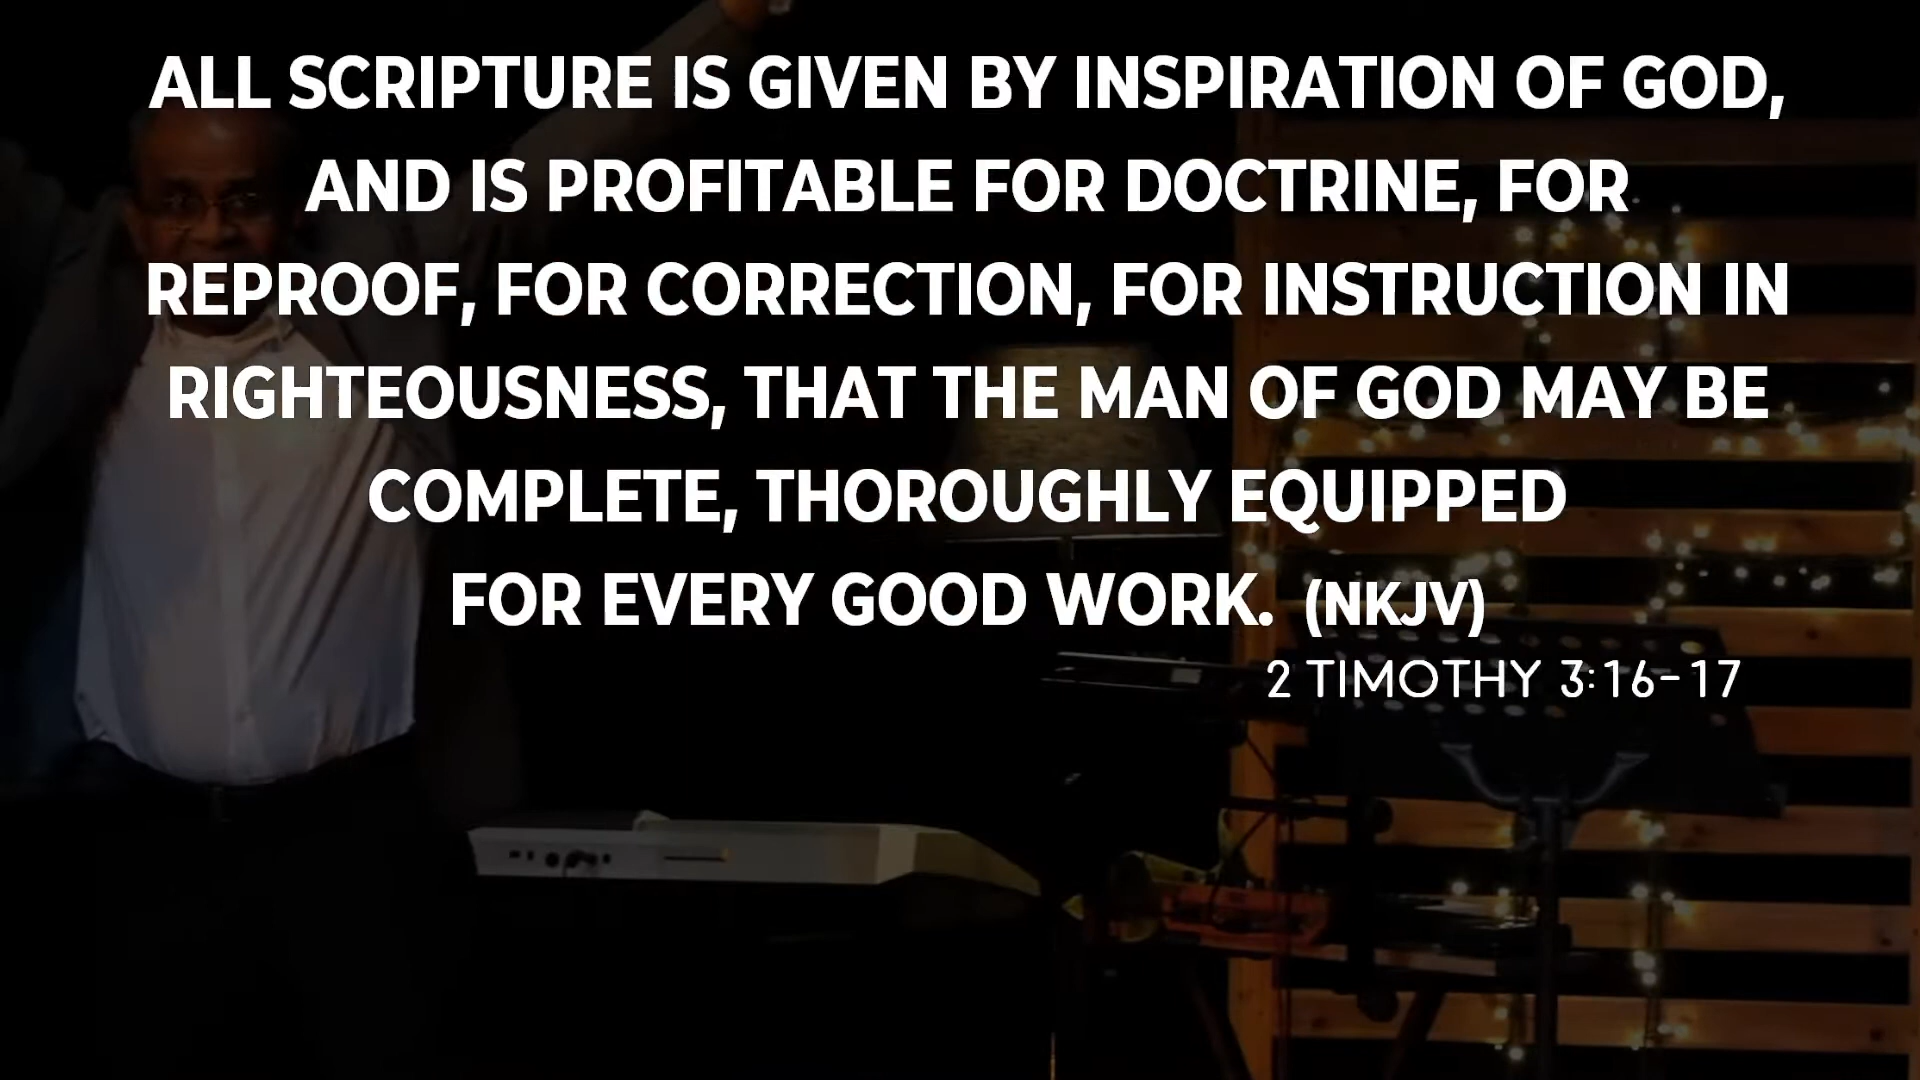 ALL SCRIPTURE IS GIVEN BY INSPIRATION OF GOD,
AND IS PROFITABLE FOR DOCTRINE, FOR
REPROOF, FOR CORRECTION, FOR INSTRUCTION IN
RIGHTEOUSNESS, THAT THE MAN OF GOD MAY BE
COMPLETE, THOROUGHLY EQUIPPED
FOR EVERY GOOD WORK. (NKJV)
2 TIMOTHY 3:16-17